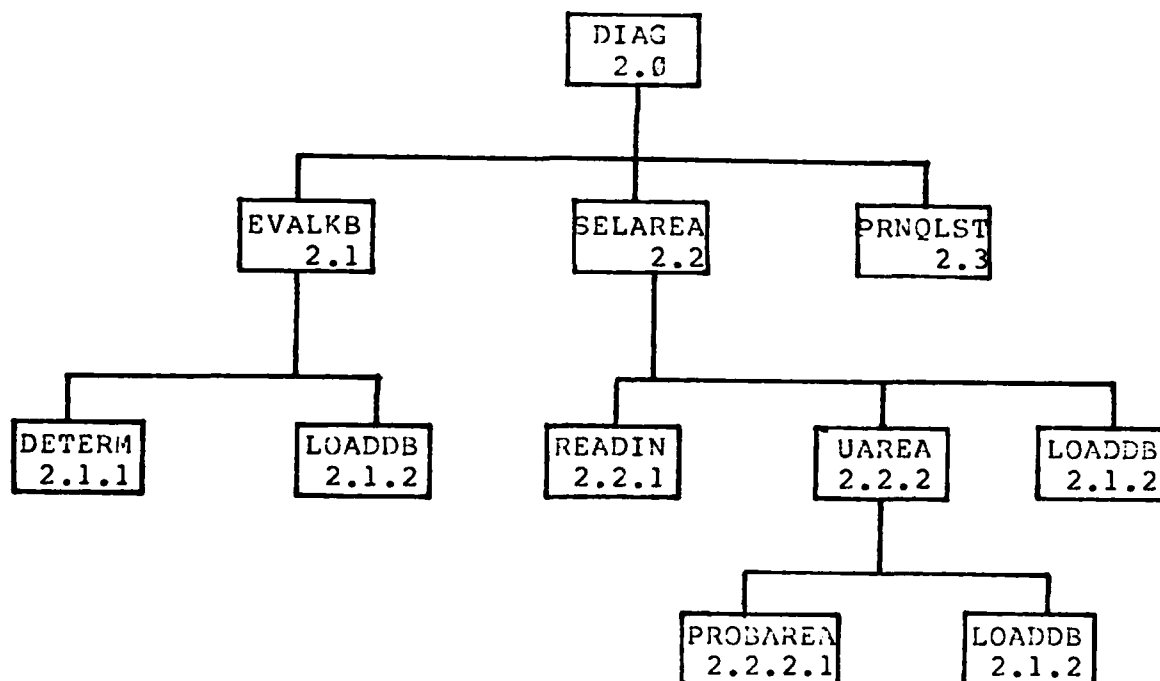 DIAG
2.0
EVALKB
2.1
SELAREA
2.2
PRNQLST
2.3
DETERM
2.1.1
LOADDB
2.1.2
READIN
2.2.1
UAREA
2.2.2
LOADDB
2.1.2
PROBAREA
2.2.2.1
LOADDB
2.1.2